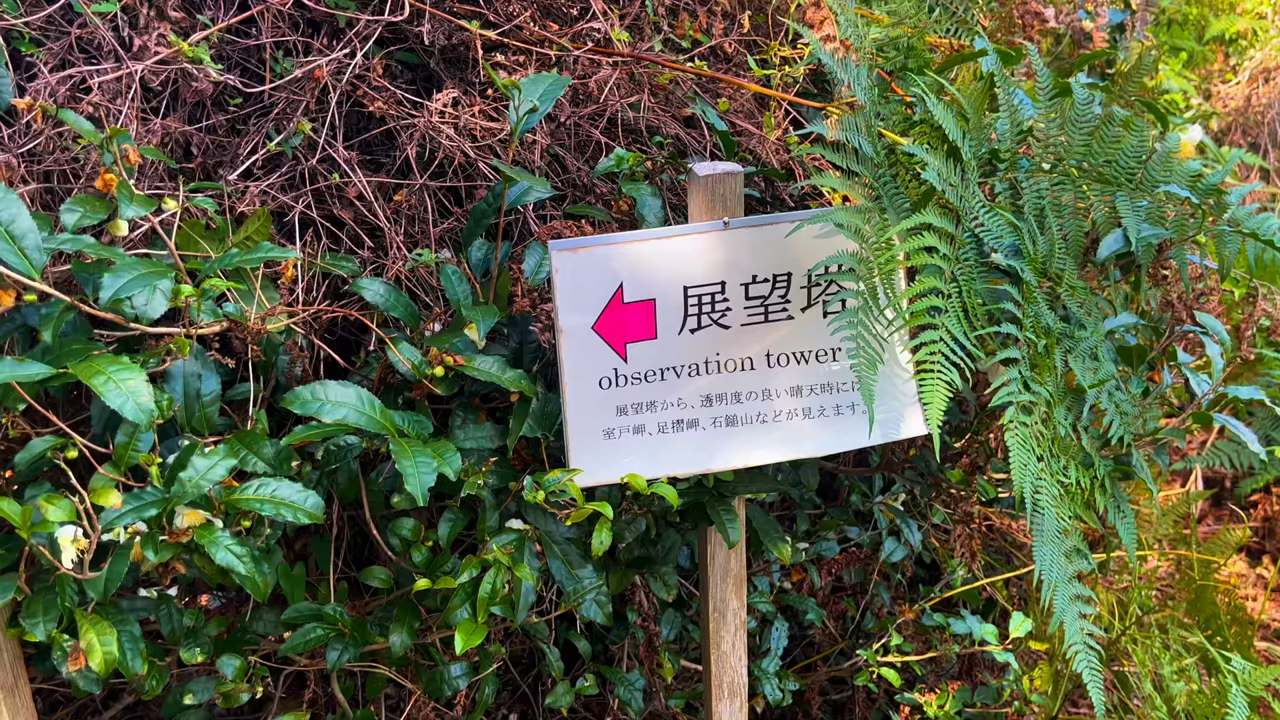 展望塔
observation tower
展望塔から、透明度の良い晴天時には
室戸岬、足摺岬、石鎚山などが見えます。